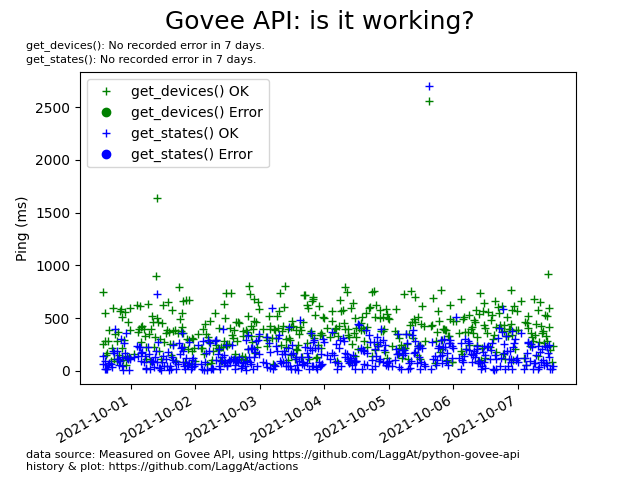 Govee API: is it working?
get_devices(): No recorded error in 7 days.
get_states(): No recorded error in 7 days.
get_devices() OK
get_devices() Error
get_states() OK
get_states() Error
Ping (ms)
2500
2000
1500
1000
500
0
2021-10-01
2021-10-02
2021-10-03
2021-10-04
2021-10-05
2021-10-06
2021-10-07
data source: Measured on Govee API, using https://github.com/LaggAt/python-govee-api
history & plot: https://github.com/LaggAt/actions